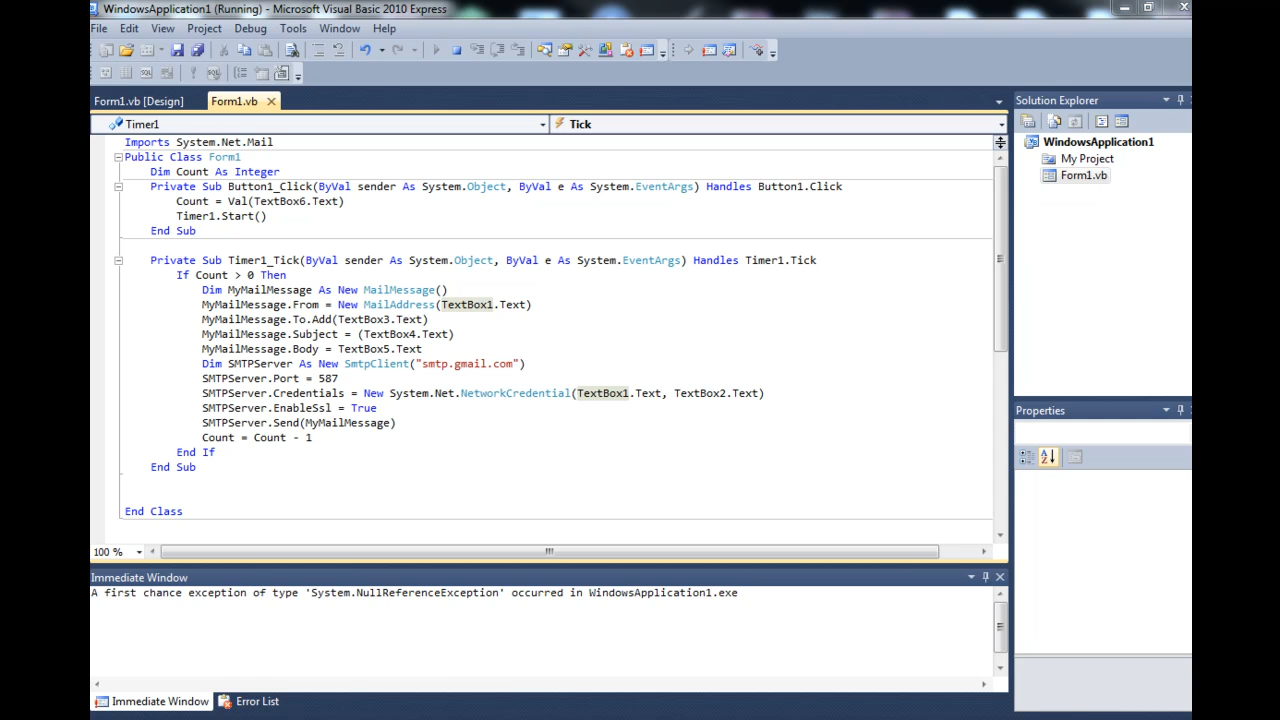 WindowsApplication1 (Running) - Microsoft Visual Basic 2010 Express
File Edit View Project Debug Tools Window Help
Form1.vb [Design] Form1.vb
Timer1 Tick
Imports System.Net.Mail
Public Class Form1
Dim Count As Integer
Private Sub Button1_Click(ByVal sender As System.Object, ByVal e As System.EventArgs) Handles Button1.Click
Count = Val(TextBox6.Text)
Timer1.Start()
End Sub
Private Sub Timer1_Tick(ByVal sender As System.Object, ByVal e As System.EventArgs) Handles Timer1.Tick
If Count > 0 Then
Dim MyMailMessage As New MailMessage()
MyMailMessage.From = New MailAddress(TextBox1.Text)
MyMailMessage.To.Add(TextBox3.Text)
MyMailMessage.Subject = (TextBox4.Text)
MyMailMessage.Body = TextBox5.Text
Dim SMTPServer As New SmtpClient("smtp.gmail.com")
SMTPServer.Port = 587
SMTPServer.Credentials = New System.Net.NetworkCredential(TextBox1.Text, TextBox2.Text)
SMTPServer.EnableSsl = True
SMTPServer.Send(MyMailMessage)
Count = Count - 1
End If
End Sub
End Class
100 %
Immediate Window
A first chance exception of type 'System.NullReferenceException' occurred in WindowsApplication1.exe
Immediate Window Error List
Solution Explorer
WindowsApplication1
My Project
Form1.vb
Properties